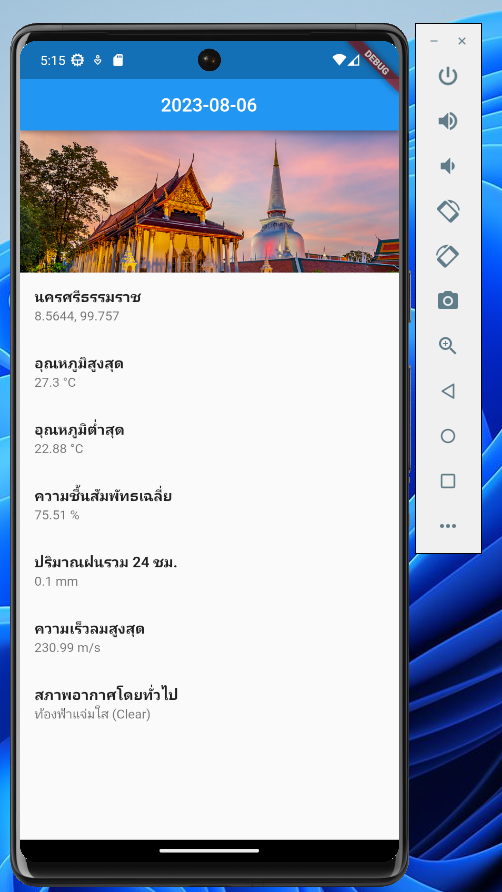 5:15
DEBUG
2023-08-06
นครศรีธรรมราช
8.5644, 99.757
อุณหภูมิสูงสุด
27.3 °C
อุณหภูมิต่ำสุด
22.88 °C
ความชื้นสัมพัทธเฉลี่ย
75.51 %
ปริมาณฝนรวม 24 ชม.
0.1 mm
ความเร็วลมสูงสุด
230.99 m/s
สภาพอากาศโดยทั่วไป
ท้องฟ้าแจ่มใส (Clear)